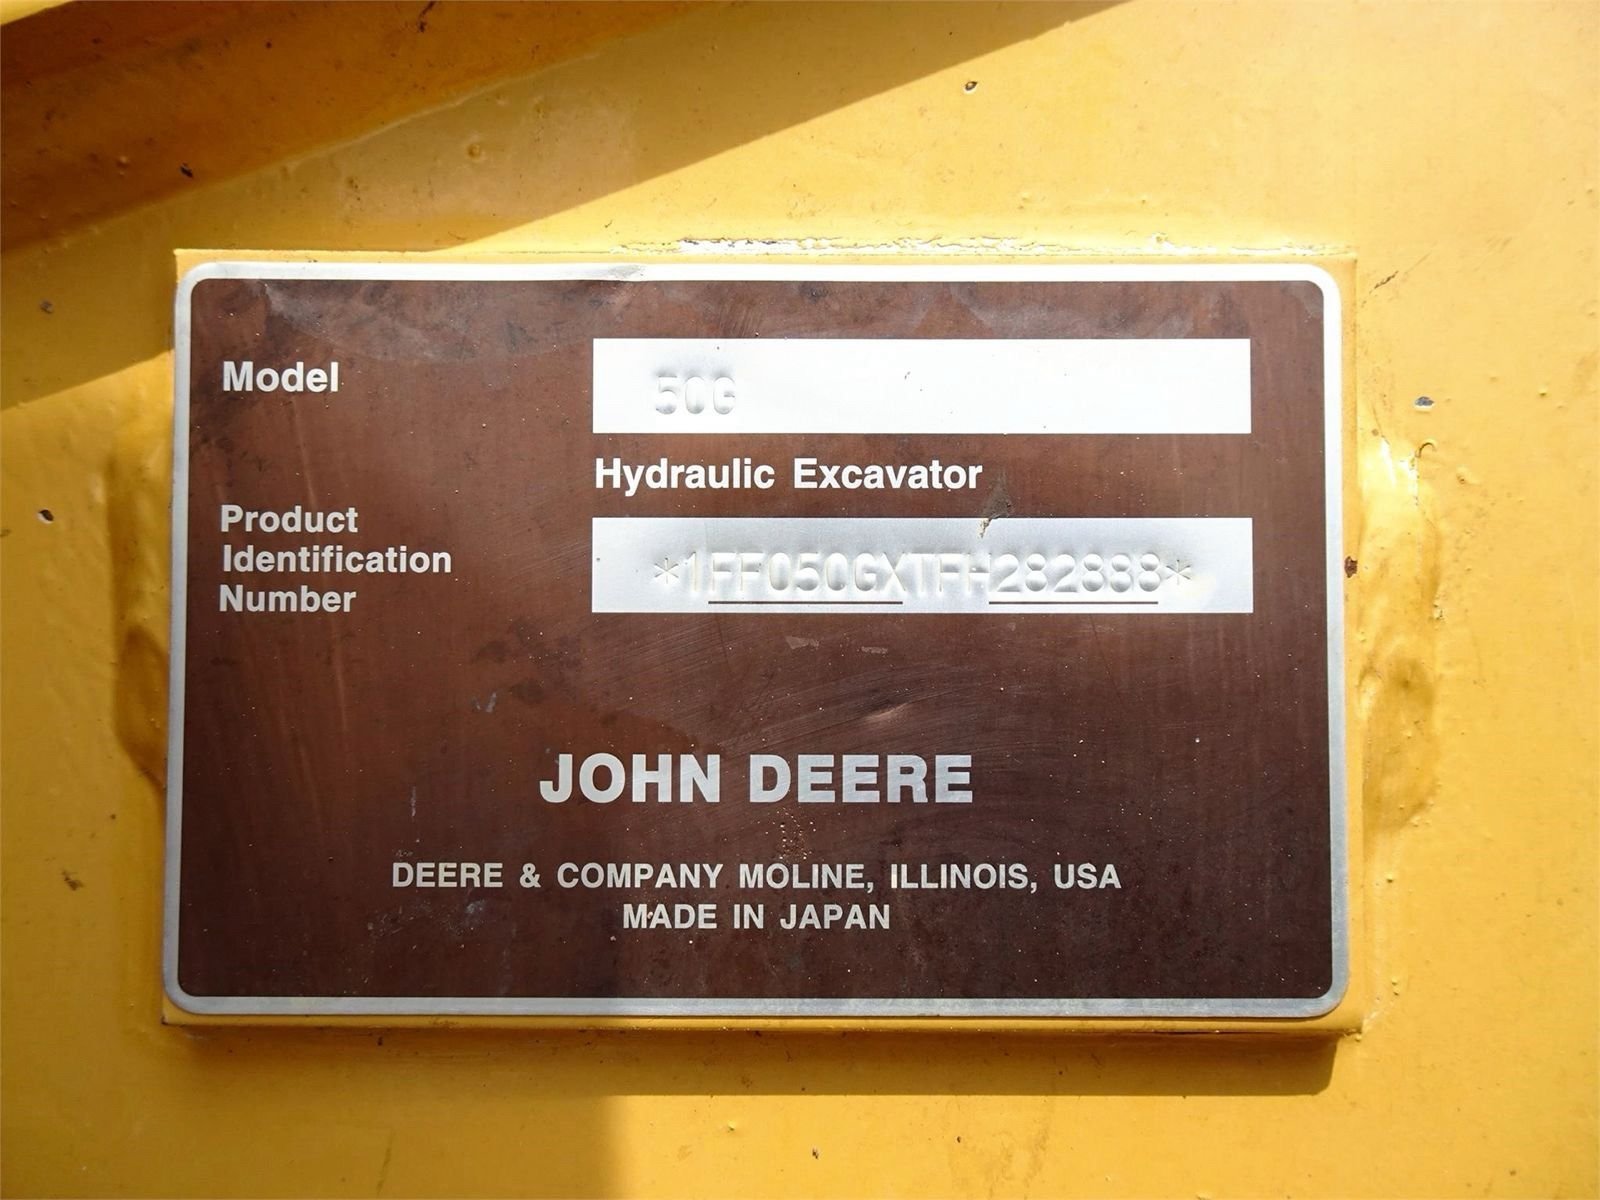 Model 50G
Hydraulic Excavator
Product
Identification
Number
*1FF050GXTFH282888*
JOHN DEERE
DEERE & COMPANY MOLINE, ILLINOIS, USA
MADE IN JAPAN